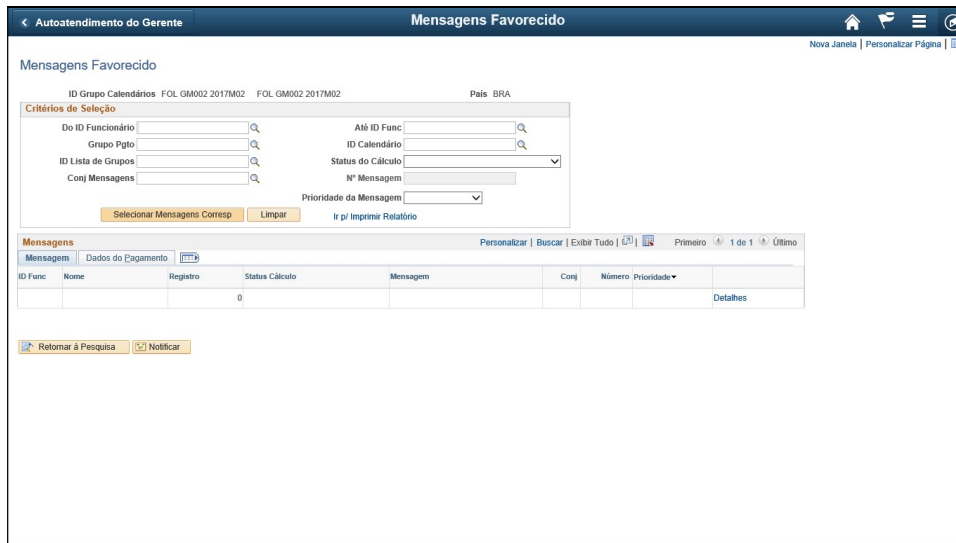 Autoatendimento do Gerente
Mensagens Favorecido
Nova Janela | Personalizar Página |
Mensagens Favorecido
ID Grupo Calendários FOL GM002 2017M02 FOL GM002 2017M02 País BRA
Critérios de Seleção
Do ID Funcionário Até ID Func
Grupo Pgto ID Calendário
ID Lista de Grupos Status do Cálculo
Conj Mensagens Nº Mensagem
Prioridade da Mensagem
Selecionar Mensagens Corresp Limpar Ir p/ Imprimir Relatório
Mensagens Personalizar | Buscar | Exibir Tudo | | Primeiro 1 de 1 Último
Mensagem Dados do Pagamento
ID Func Nome Registro Status Cálculo Mensagem Conj Número Prioridade
0 Detalhes
Retornar à Pesquisa Notificar